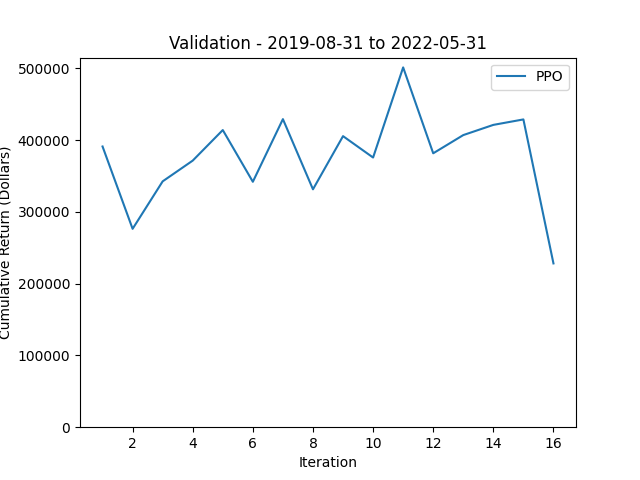 Validation - 2019-08-31 to 2022-05-31
PPO
500000
400000
300000
200000
100000
0
Cumulative Return (Dollars)
2 4 6 8 10 12 14 16
Iteration